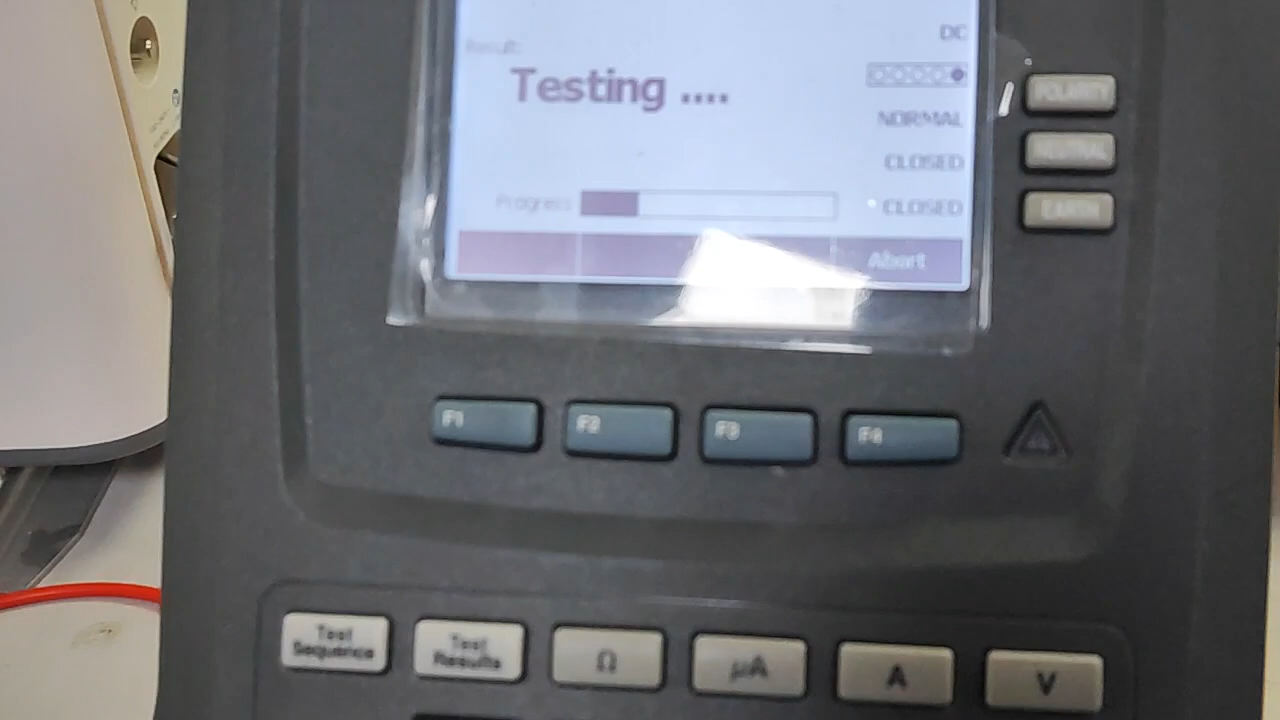 Result:
DC
Testing ....
NORMAL
CLOSED
Progress
CLOSED
Abort
POLARITY
NEUTRAL
EARTH
F1
F2
F3
F4
Test
Sequence
Test
Results
Ω
μA
A
V